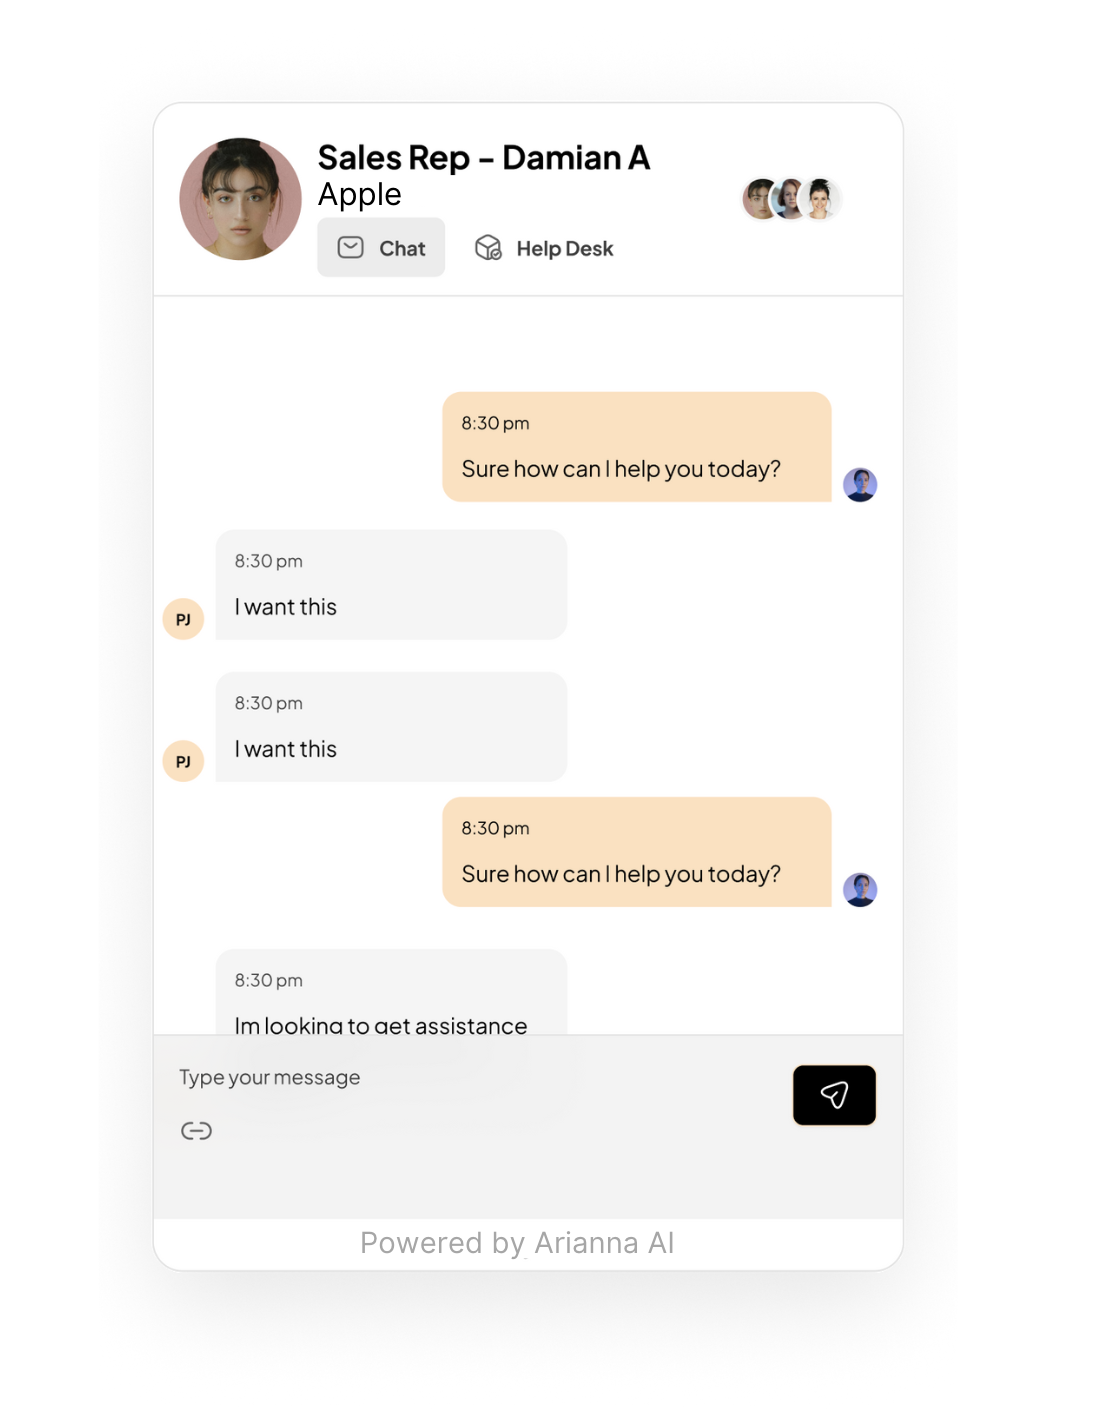 Sales Rep - Damian A
Apple
Chat
Help Desk
8:30 pm
Sure how can I help you today?
8:30 pm
I want this
PJ
8:30 pm
I want this
PJ
8:30 pm
Sure how can I help you today?
8:30 pm
Im looking to get assistance
Type your message
Powered by Arianna AI